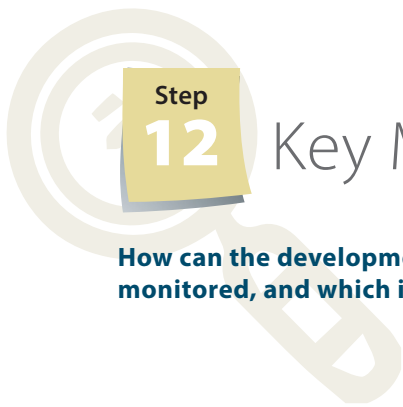 Step
12
Key M
How can the developm
monitored, and which i